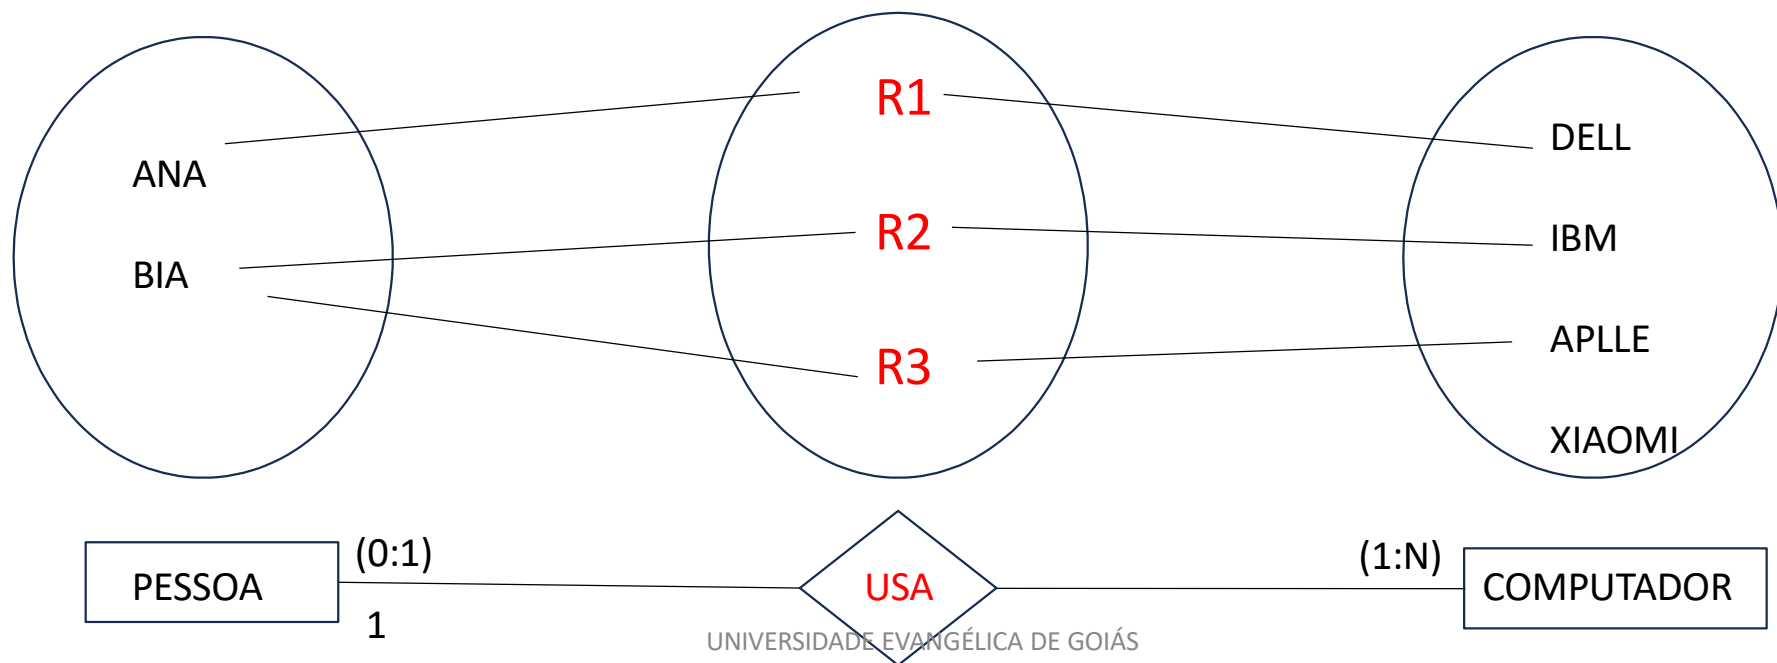 R1
DELL
ANA
R2
IBM
BIA
APLLE
R3
XIAOMI
(0:1)
(1:N)
PESSOA
USA
COMPUTADOR
1
UNIVERSIDADE EVANGÉLICA DE GOIÁS